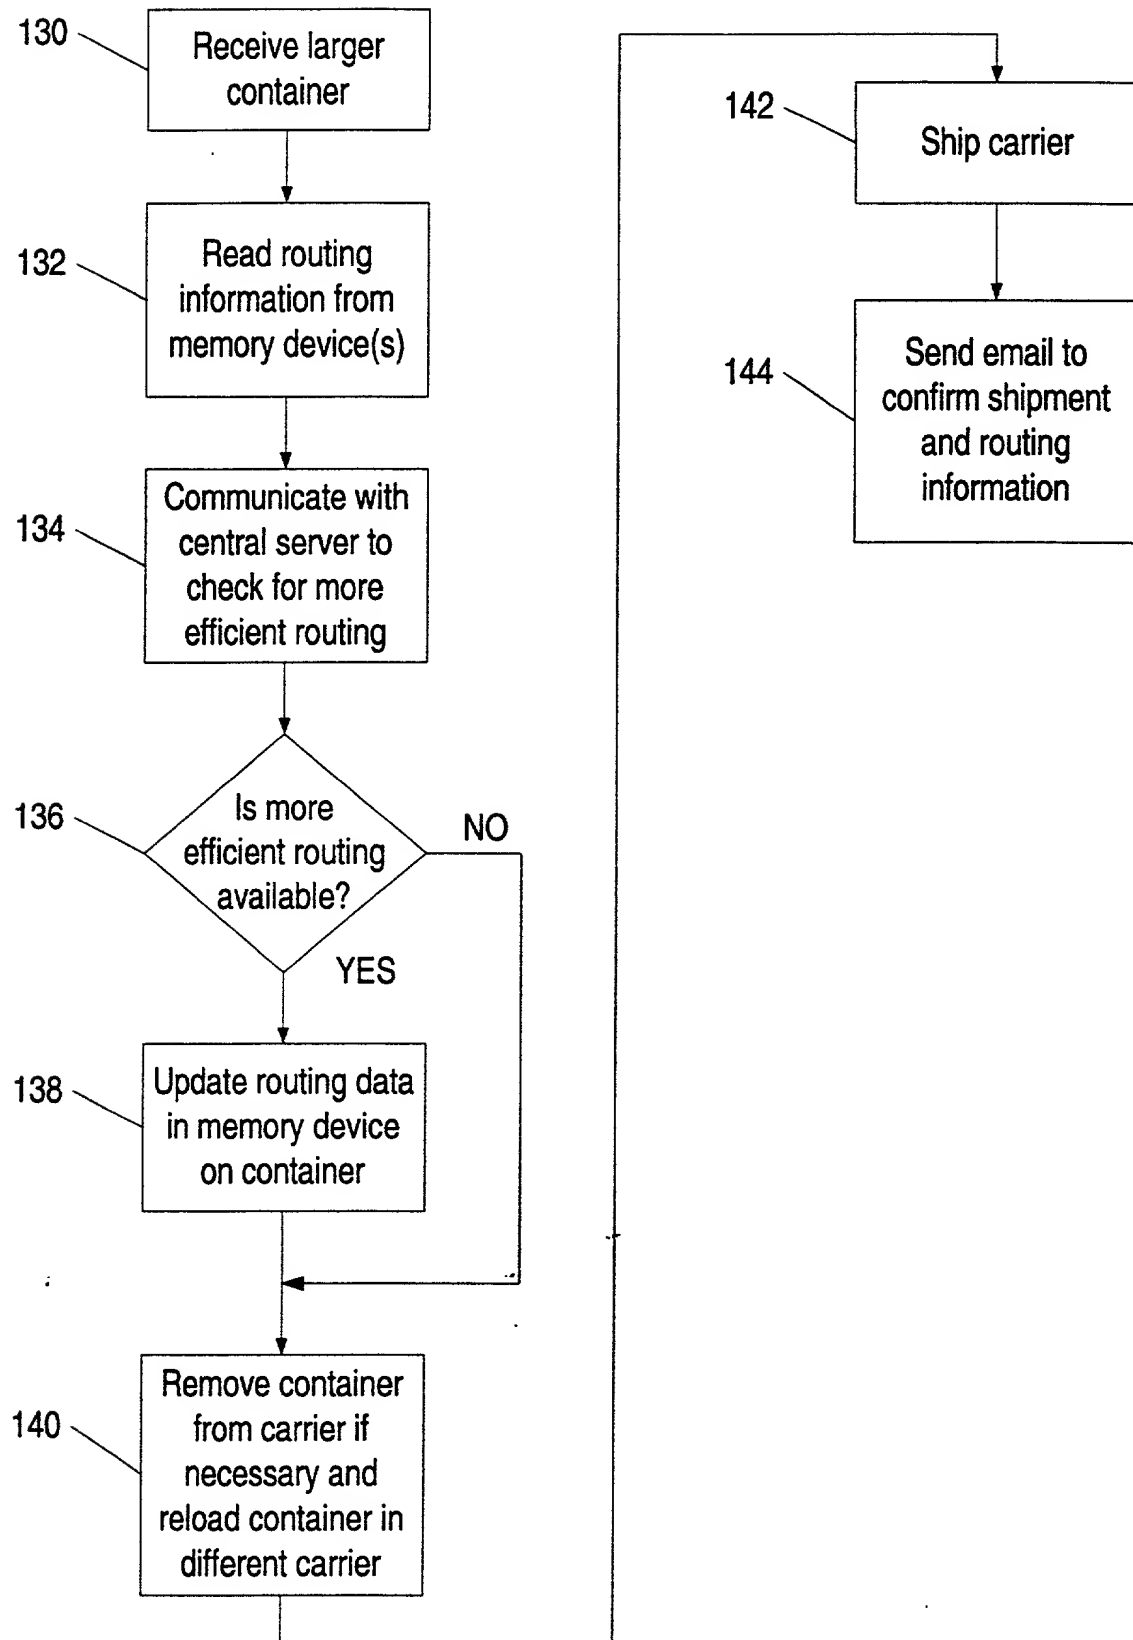 130
Receive larger
container
132
Read routing
information from
memory device(s)
134
Communicate with
central server to
check for more
efficient routing
136
Is more
efficient routing
available?
NO
YES
138
Update routing data
in memory device
on container
140
Remove container
from carrier if
necessary and
reload container in
different carrier
142
Ship carrier
144
Send email to
confirm shipment
and routing
information